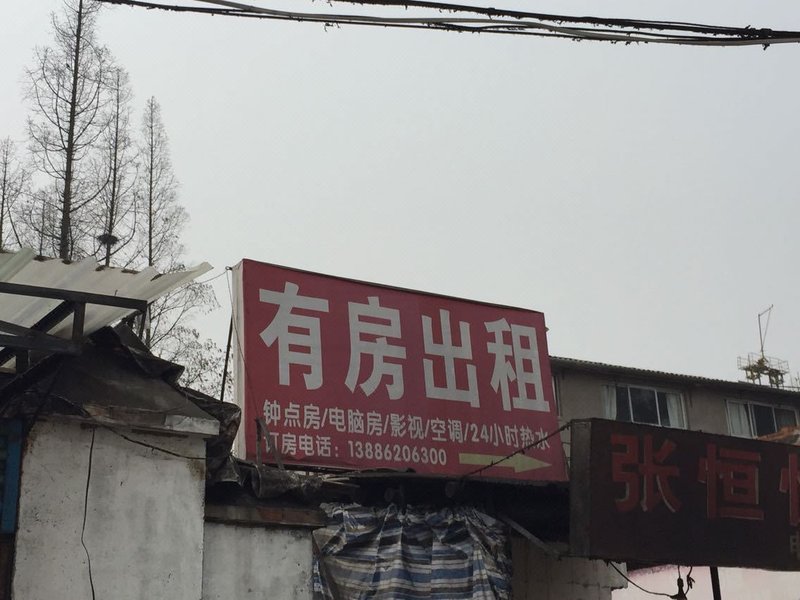 有房出租
钟点房/电脑房/影视/空调/24小时热水
订房电话：13886206300
张恒